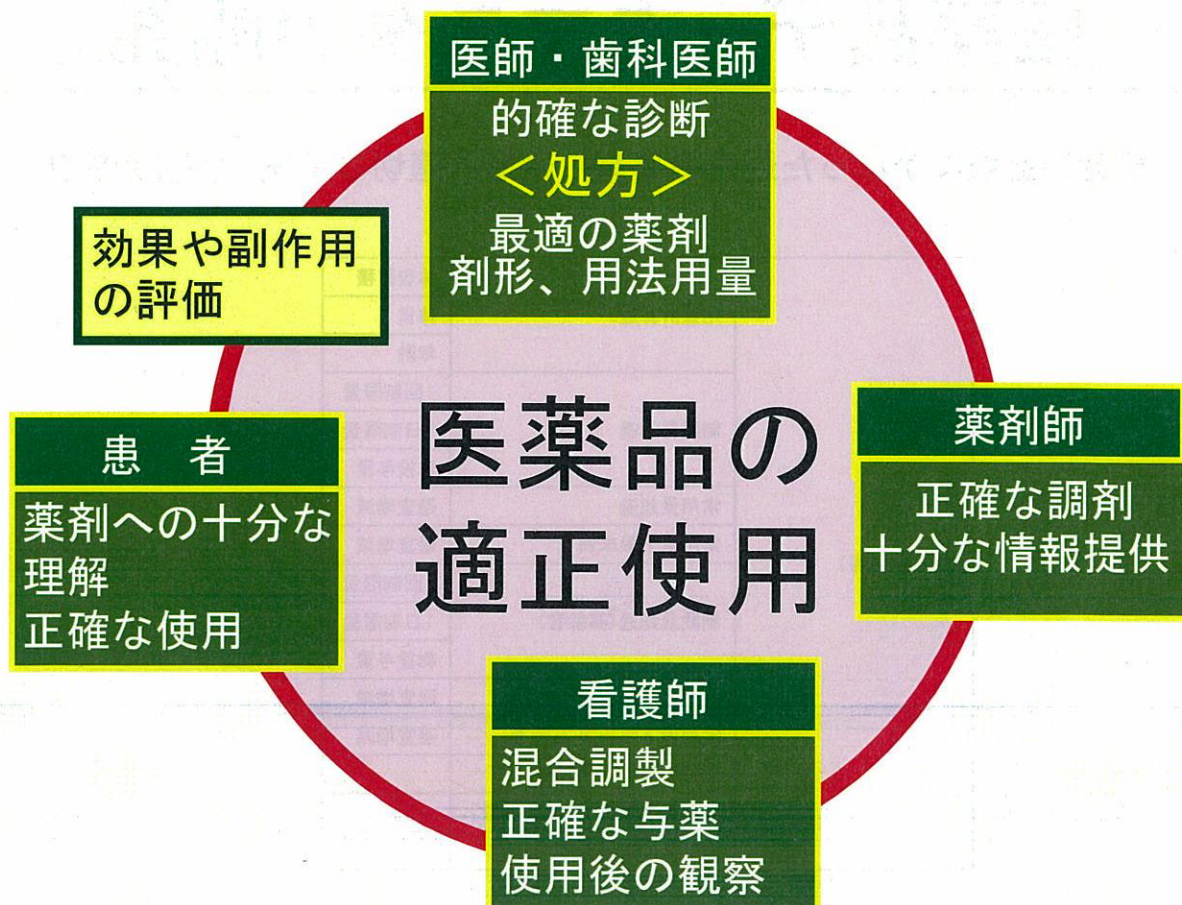 医師・歯科医師
的確な診断
＜処方＞
最適の薬剤
剤形、用法用量
効果や副作用
の評価
医薬品の
適正使用
薬剤師
正確な調剤
十分な情報提供
患　者
薬剤への十分な
理解
正確な使用
看護師
混合調製
正確な与薬
使用後の観察